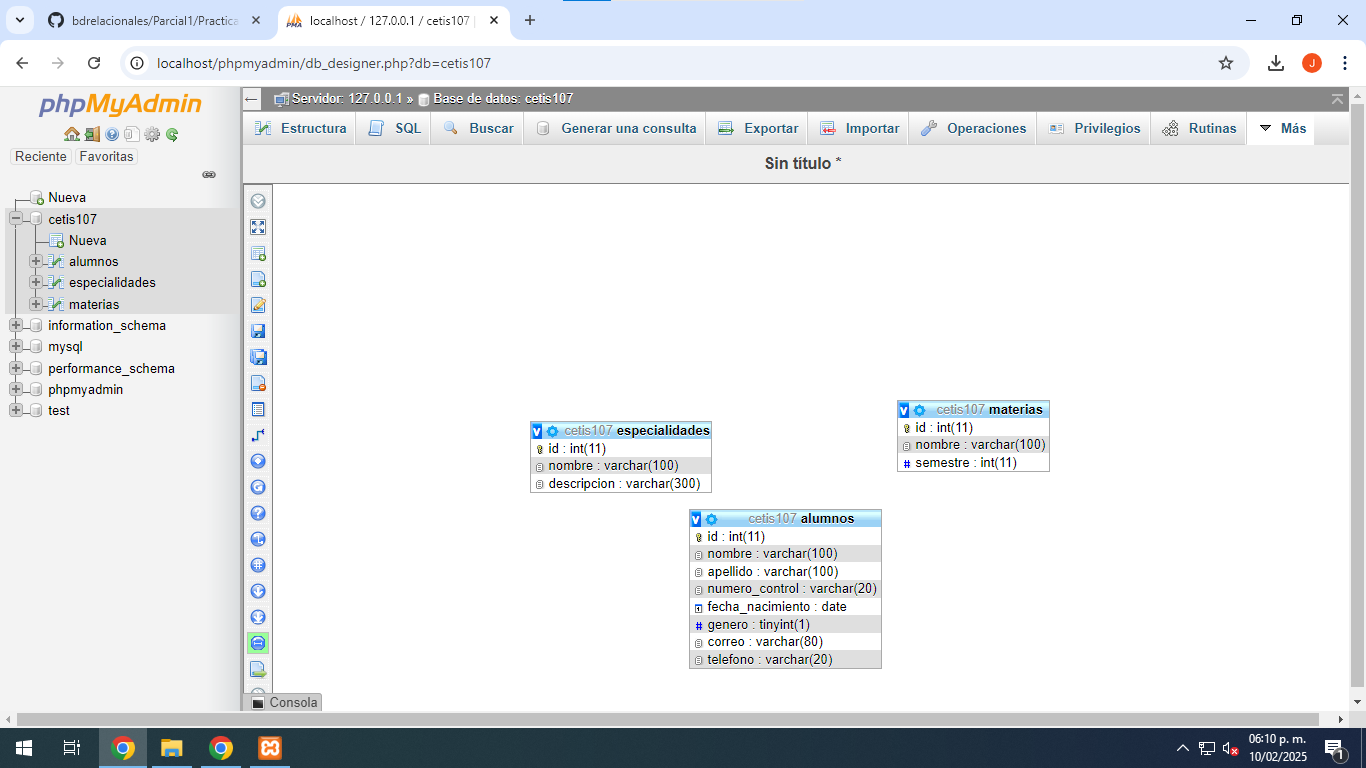 bdrelacionales/Parcial1/Practica
localhost / 127.0.0.1 / cetis107 |
localhost/phpmyadmin/db_designer.php?db=cetis107
J
phpMyAdmin
Reciente
Favoritas
Nueva
cetis107
Nueva
alumnos
especialidades
materias
information_schema
mysql
performance_schema
phpmyadmin
test
Servidor: 127.0.0.1 » Base de datos: cetis107
Estructura
SQL
Buscar
Generar una consulta
Exportar
Importar
Operaciones
Privilegios
Rutinas
Más
Sin título *
v cetis107 especialidades
id : int(11)
nombre : varchar(100)
descripcion : varchar(300)
v cetis107 materias
id : int(11)
nombre : varchar(100)
# semestre : int(11)
v cetis107 alumnos
id : int(11)
nombre : varchar(100)
apellido : varchar(100)
numero_control : varchar(20)
fecha_nacimiento : date
# genero : tinyint(1)
correo : varchar(80)
telefono : varchar(20)
Consola
06:10 p. m.
10/02/2025
1